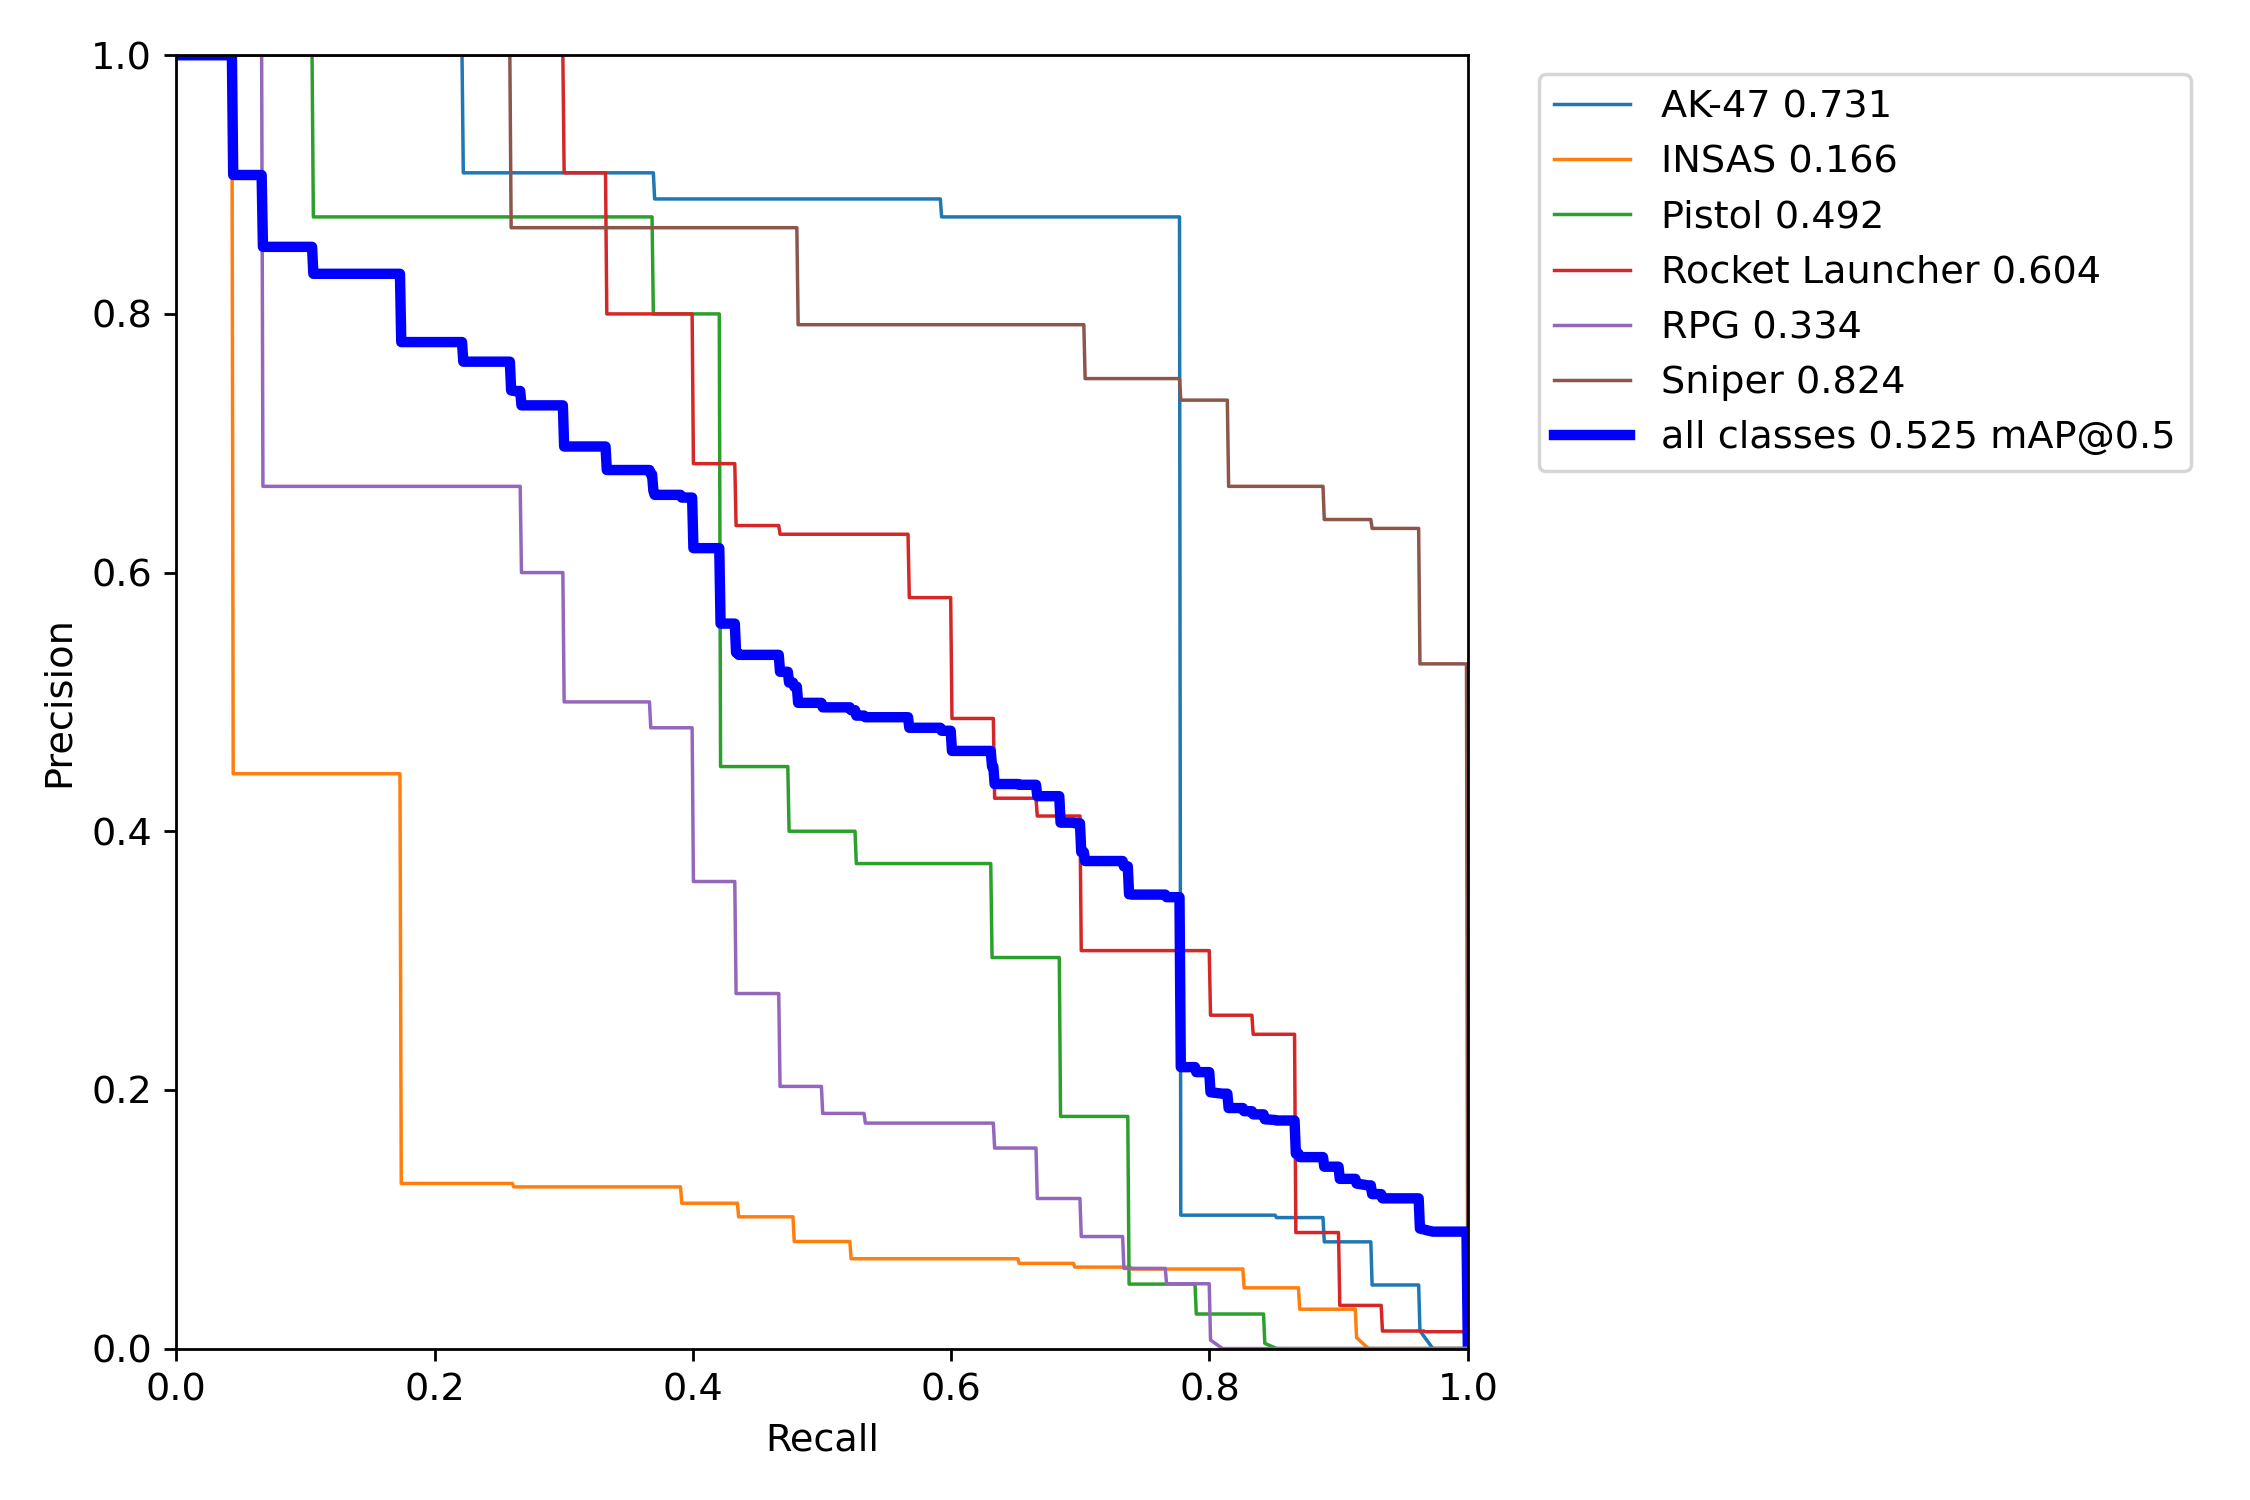 1.0
0.8
0.6
0.4
0.2
0.0
Precision
0.0 0.2 0.4 0.6 0.8 1.0
Recall
AK-47 0.731
INSAS 0.166
Pistol 0.492
Rocket Launcher 0.604
RPG 0.334
Sniper 0.824
all classes 0.525 mAP@0.5